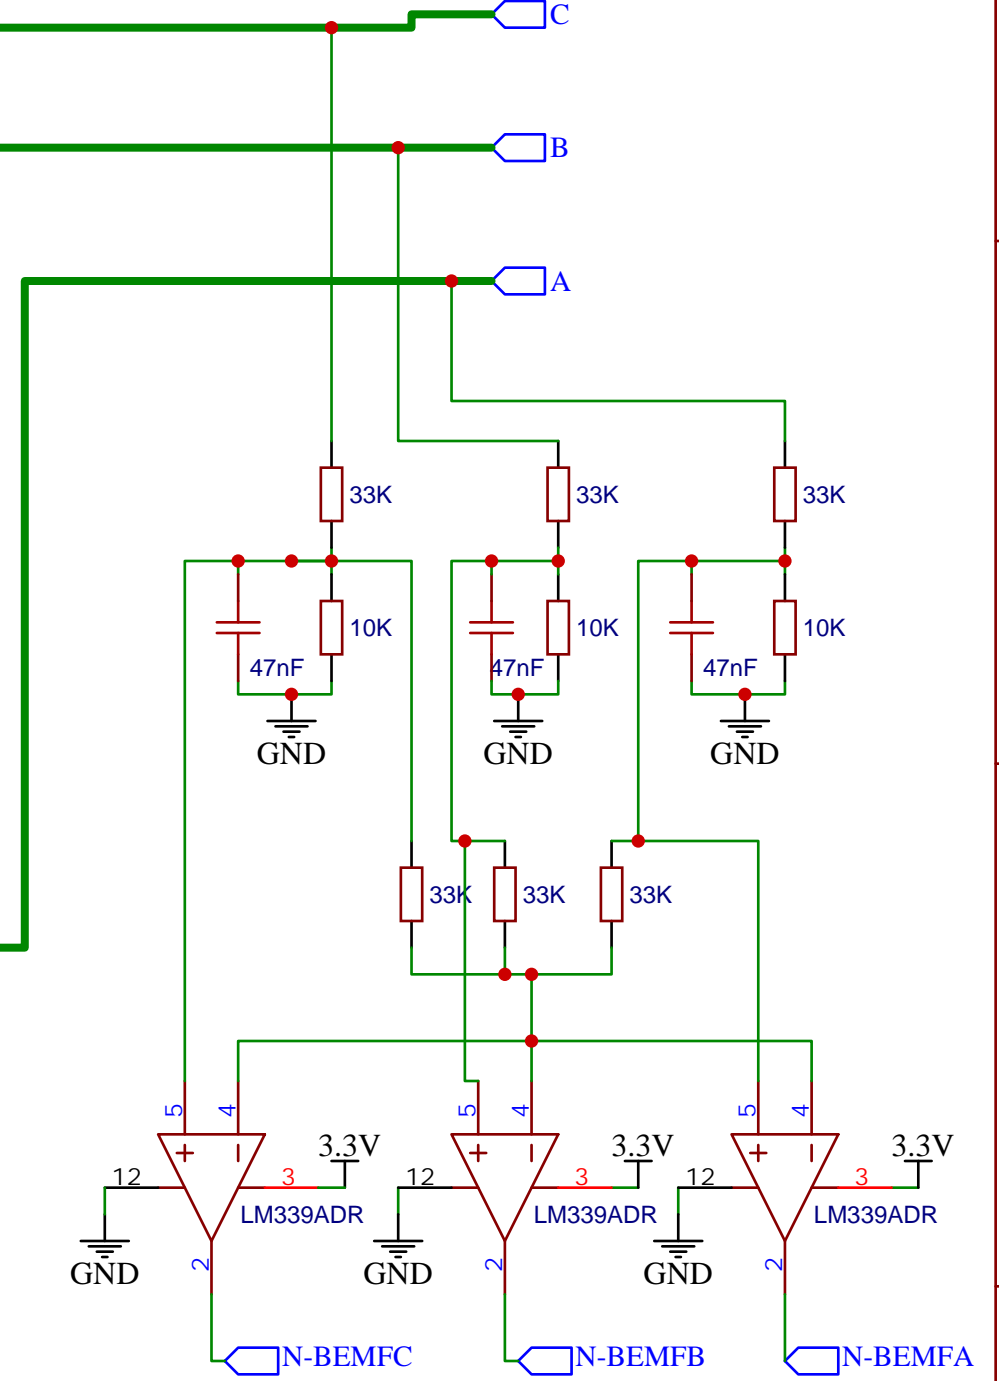 C
B
A
33K 33K 33K
10K 10K 10K
47nF 47nF 47nF
GND GND GND
33K 33K 33K
5 4 5 4 5 4
+ − + − + −
3.3V 3.3V 3.3V
12 3 12 3 12 3
LM339ADR LM339ADR LM339ADR
GND GND GND
2 2 2
N-BEMFC N-BEMFB N-BEMFA